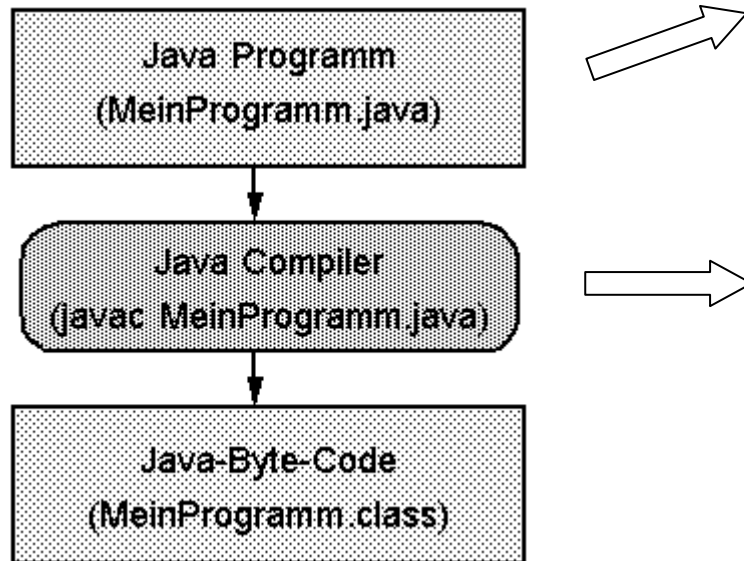 Java Programm
(MeinProgramm.java)
Java Compiler
(javac MeinProgramm.java)
Java-Byte-Code
(MeinProgramm.class)